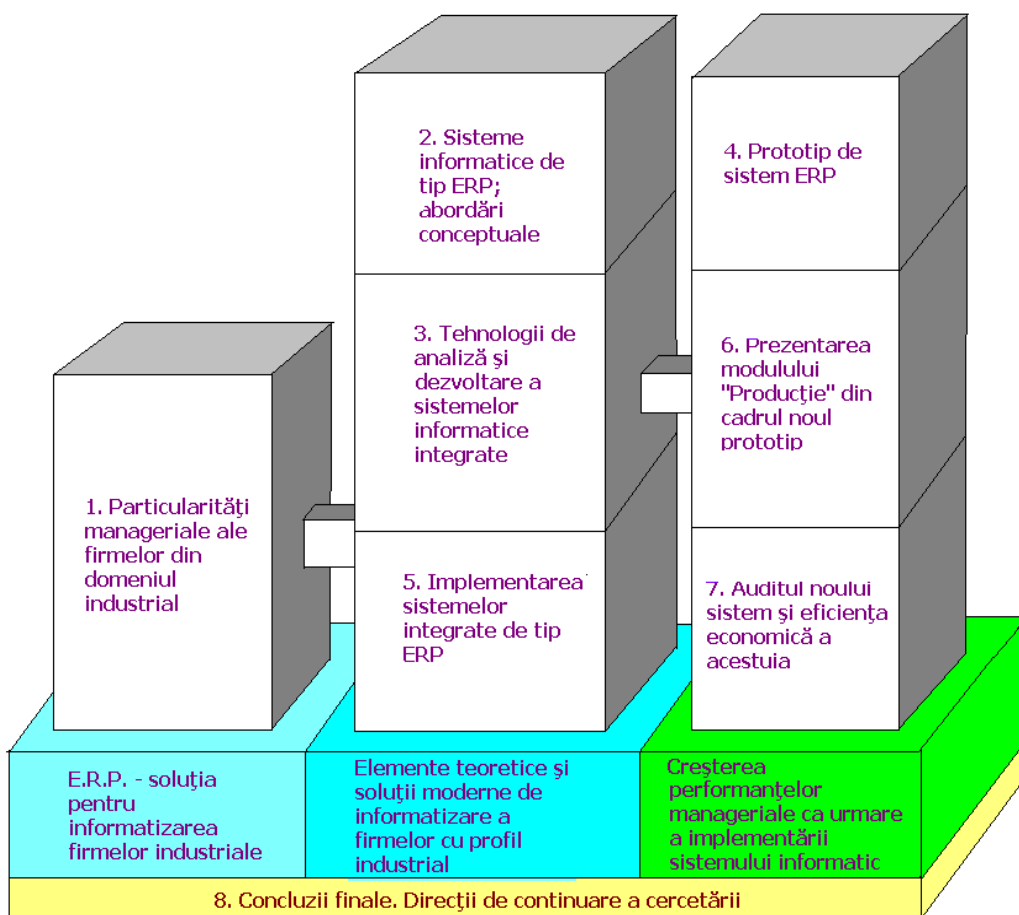 2. Sisteme
informatice de
tip ERP;
abordări
conceptuale
4. Prototip de
sistem ERP
3. Tehnologii de
analiză şi
dezvoltare a
sistemelor
informatice
integrate
6. Prezentarea
modulului
"Producţie" din
cadrul noul
prototip
1. Particularităţi
manageriale ale
firmelor din
domeniul
industrial
5. Implementarea
sistemelor
integrate de tip
ERP
7. Auditul noului
sistem şi eficienţa
economică a
acestuia
E.R.P. - soluţia
pentru
informatizarea
firmelor industriale
Elemente teoretice şi
soluţii moderne de
informatizare a
firmelor cu profil
industrial
Creşterea
performanţelor
manageriale ca urmare
a implementării
sistemului informatic
8. Concluzii finale. Direcţii de continuare a cercetării